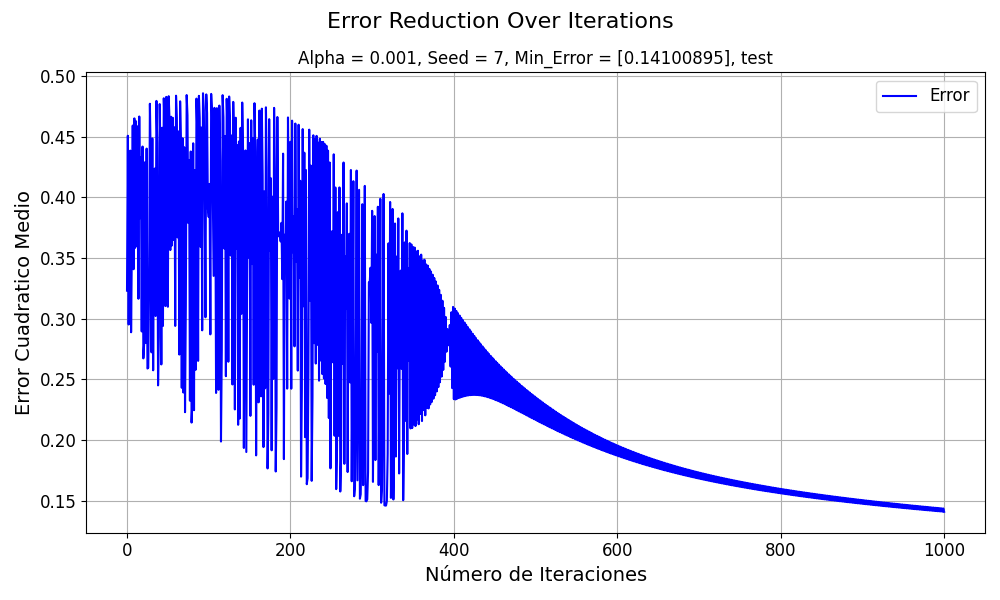 Error Reduction Over Iterations
Alpha = 0.001, Seed = 7, Min_Error = [0.14100895], test
Error
Error Cuadratico Medio
0.50
0.45
0.40
0.35
0.30
0.25
0.20
0.15
0 200 400 600 800 1000
Número de Iteraciones